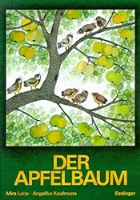 DER
APFELBAUM
Mira Lobe · Angelika Kaufmann
Esslinger